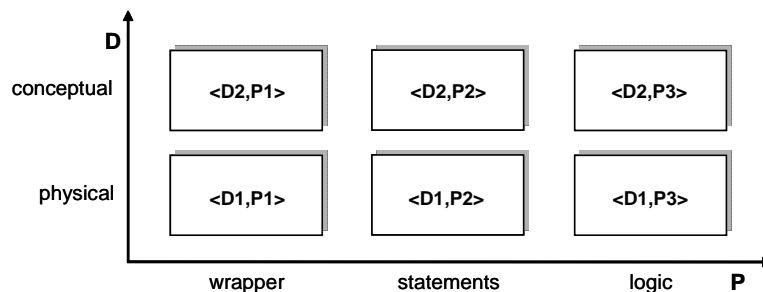 D
conceptual
<D2,P1>
<D2,P2>
<D2,P3>
physical
<D1,P1>
<D1,P2>
<D1,P3>
wrapper
statements
logic
P